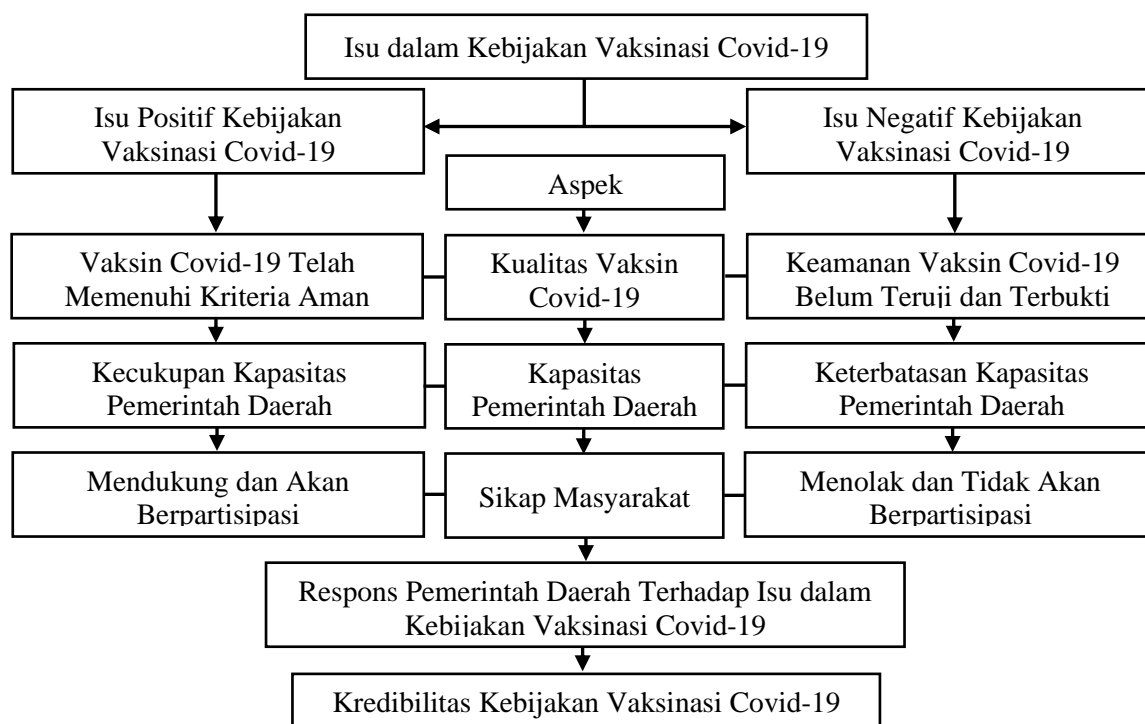 Isu dalam Kebijakan Vaksinasi Covid-19
Isu Positif Kebijakan
Vaksinasi Covid-19
Isu Negatif Kebijakan
Vaksinasi Covid-19
Aspek
Vaksin Covid-19 Telah
Memenuhi Kriteria Aman
Kualitas Vaksin
Covid-19
Keamanan Vaksin Covid-19
Belum Teruji dan Terbukti
Kecukupan Kapasitas
Pemerintah Daerah
Kapasitas
Pemerintah Daerah
Keterbatasan Kapasitas
Pemerintah Daerah
Mendukung dan Akan
Berpartisipasi
Sikap Masyarakat
Menolak dan Tidak Akan
Berpartisipasi
Respons Pemerintah Daerah Terhadap Isu dalam
Kebijakan Vaksinasi Covid-19
Kredibilitas Kebijakan Vaksinasi Covid-19